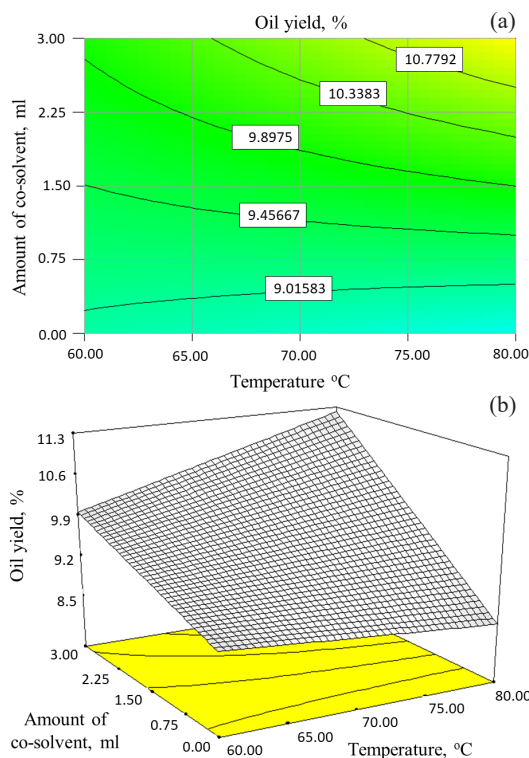 Oil yield, %
(a)
3.00
10.7792
10.3383
2.25
9.8975
Amount of co-solvent, ml
1.50
9.45667
0.75
9.01583
0.00
60.00 65.00 70.00 75.00 80.00
Temperature °C
(b)
11.3
10.6
Oil yield, %
9.9
9.2
8.5
3.00
2.25
1.50
0.75
0.00
Amount of
co-solvent, ml
60.00 65.00 70.00 75.00 80.00
Temperature, °C